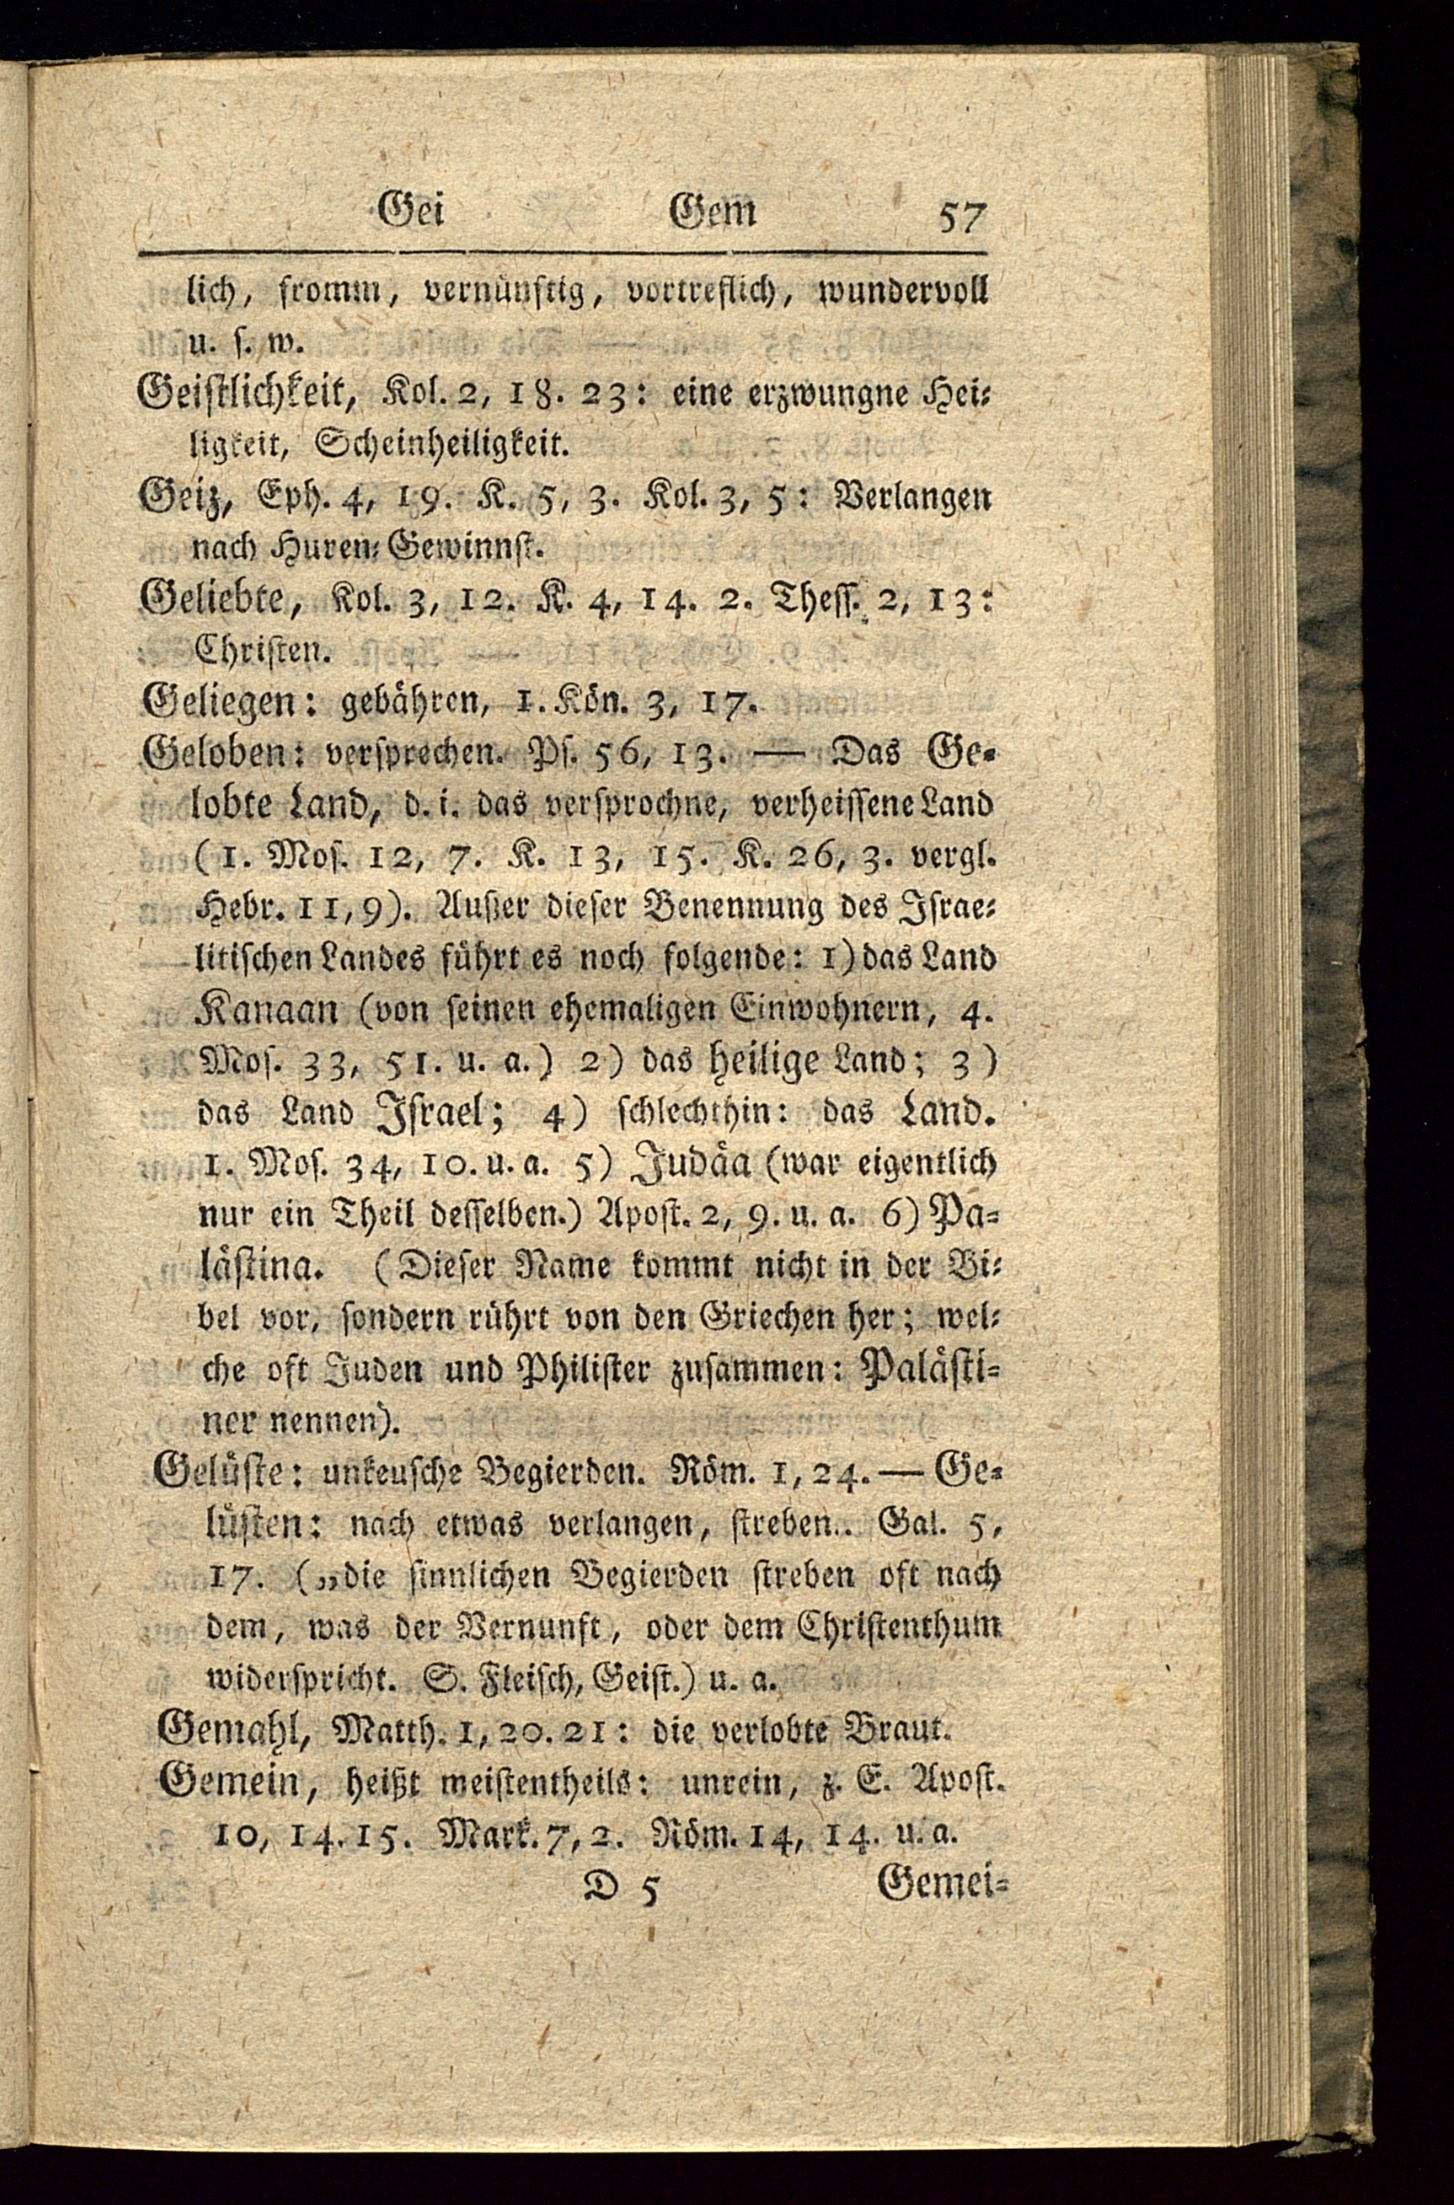 Gei Gem 57
lich, fromm, vernünftig, vortreflich, wundervoll
u. ſ. w.
Geiſtlichkeit, Kol. 2, 18. 23: eine erzwungne Hei⸗
ligkeit, Scheinheiligkeit.
Geiz, Eph. 4, 19. K. 5, 3. Kol. 3, 5: Verlangen
nach Huren⸗Gewinnſt.
Geliebte, Kol. 3, 12. K. 4, 14. 2. Theſſ. 2, 13:
Chriſten.
Geliegen: gebähren, 1. Kön. 3, 17.
Geloben: verſprechen. Pſ. 56, 13. — Das Ge⸗
lobte Land, d. i. das verſprochne, verheiſſene Land
(1. Moſ. 12, 7. K. 13, 15. K. 26, 3. vergl.
Hebr. 11, 9). Außer dieſer Benennung des Iſrae⸗
litiſchen Landes führt es noch folgende: 1) das Land
Kanaan (von ſeinen ehemaligen Einwohnern, 4.
Moſ. 33, 51. u. a.) 2) das heilige Land; 3)
das Land Iſrael; 4) ſchlechthin: das Land.
1. Moſ. 34, 10. u. a. 5) Judäa (war eigentlich
nur ein Theil deſſelben.) Apoſt. 2, 9. u. a. 6) Pa⸗
läſtina. (Dieſer Name kommt nicht in der Bi⸗
bel vor, ſondern rührt von den Griechen her; wel⸗
che oft Juden und Philiſter zuſammen: Paläſti⸗
ner nennen).
Gelüſte: unkeuſche Begierden. Röm. 1, 24. — Ge⸗
lüſten: nach etwas verlangen, ſtreben.. Gal. 5,
17. („die ſinnlichen Begierden ſtreben oft nach
dem, was der Vernunft, oder dem Chriſtenthum
widerſpricht. S. Fleiſch, Geiſt.) u. a.
Gemahl, Matth. 1, 20. 21: die verlobte Braut.
Gemein, heißt meiſtentheils: unrein, z. E. Apoſt.
10, 14. 15. Mark. 7, 2. Röm. 14, 14. u. a.
D 5 Gemei⸗